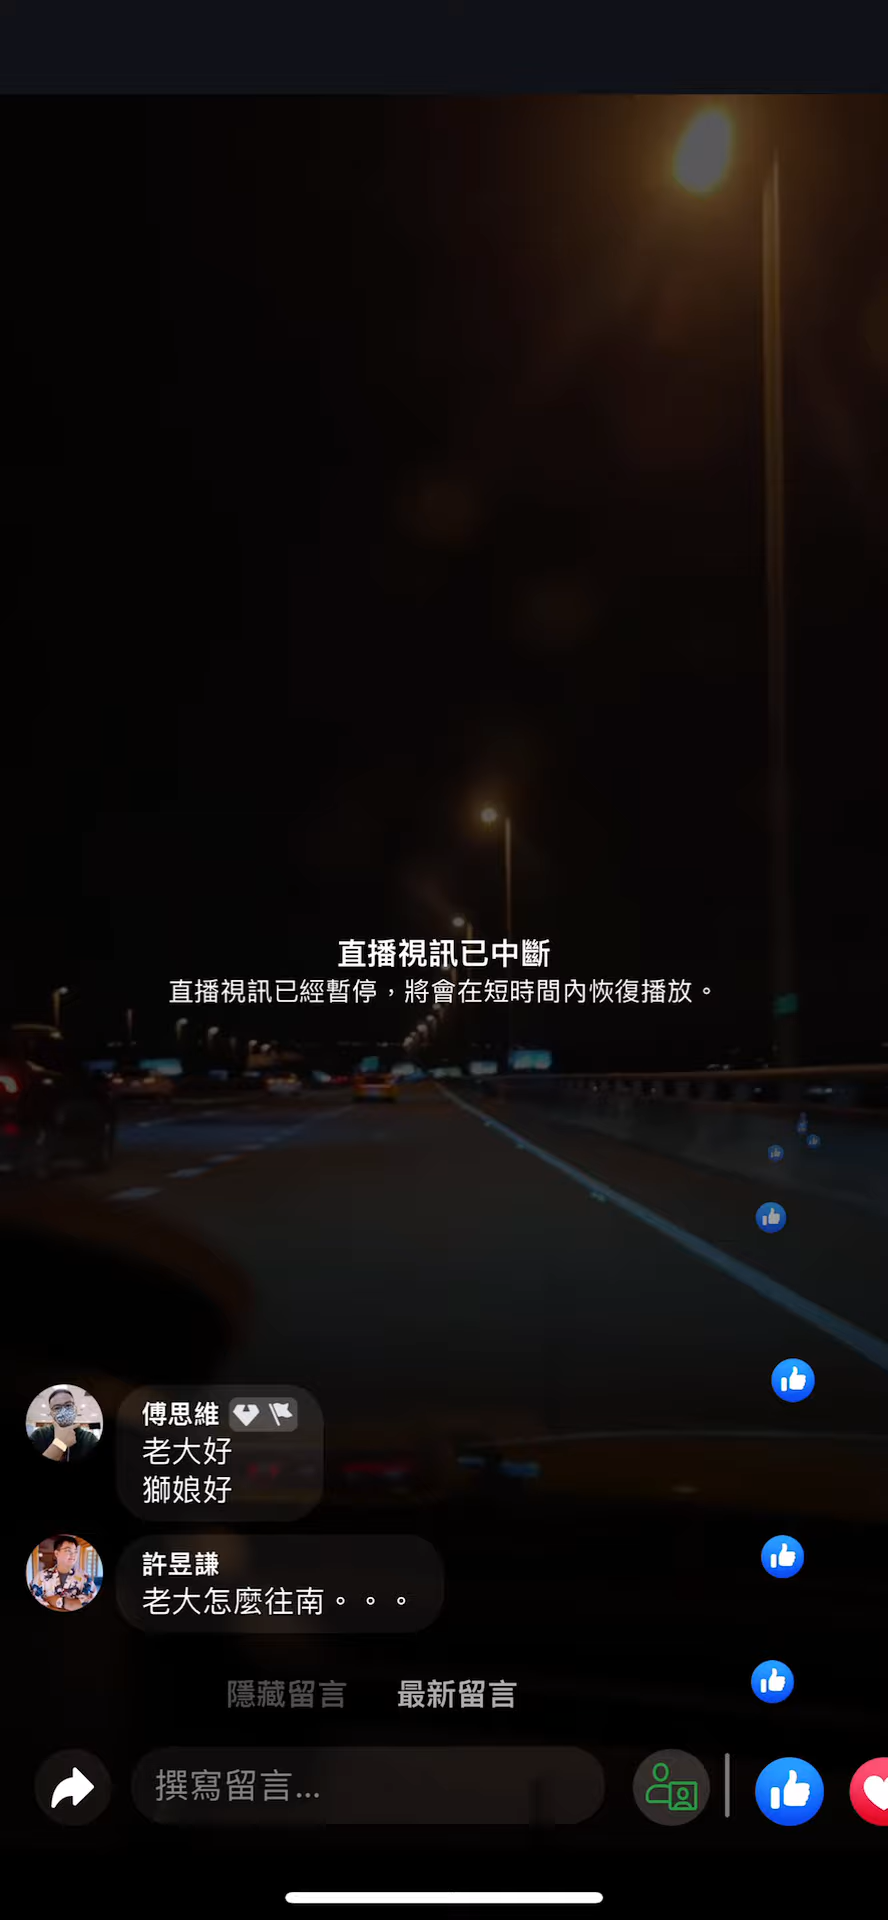 直播視訊已中斷
直播視訊已經暫停，將會在短時間內恢復播放。
傅思維
老大好
獅娘好
許昱謙
老大怎麼往南。。。
隱藏留言 最新留言
撰寫留言...